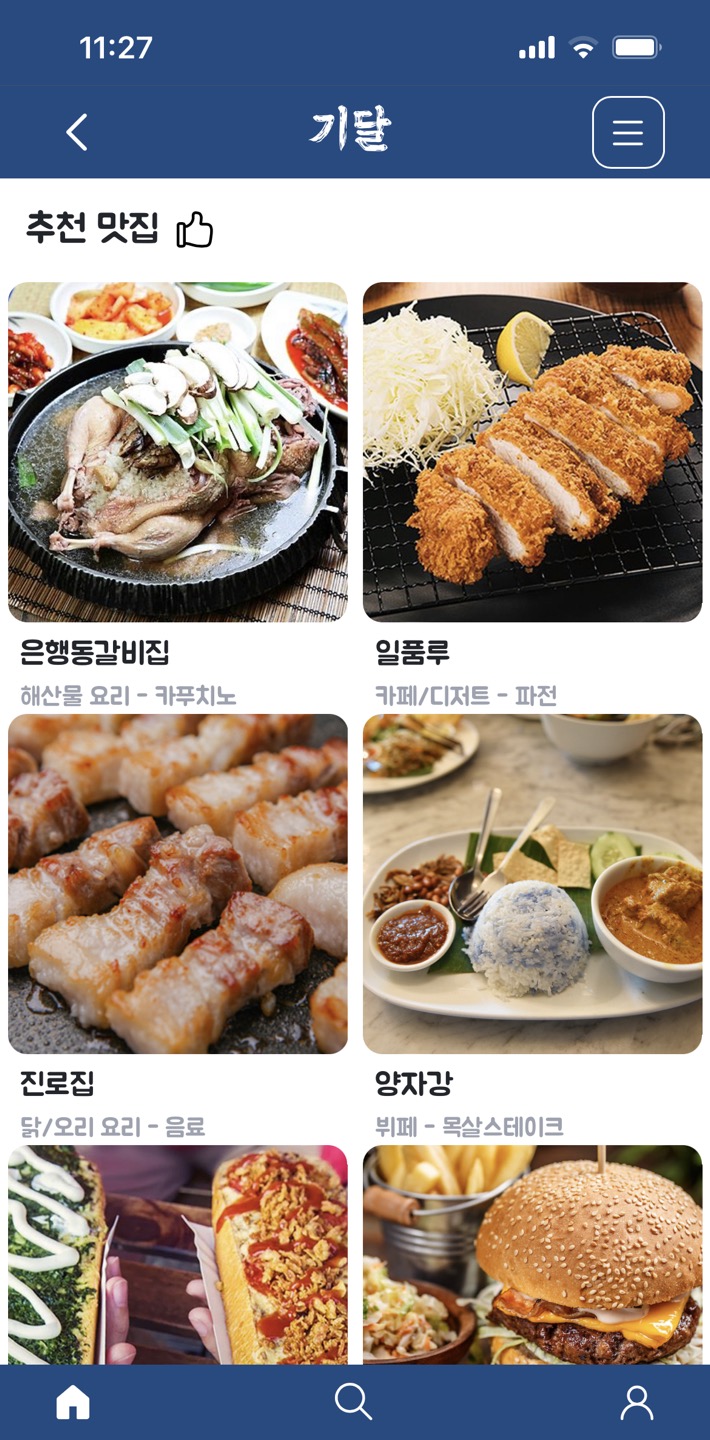 11:27
기달
추천 맛집
은행동갈비집
해산물 요리 - 카푸치노
일품루
카페/디저트 - 파전
진로집
닭/오리 요리 - 음료
양자강
뷔페 - 목살스테이크